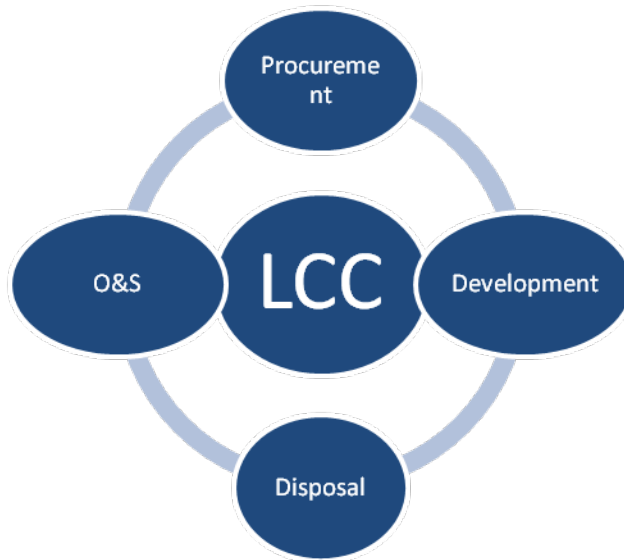 Procureme
nt
O&S
LCC
Development
Disposal